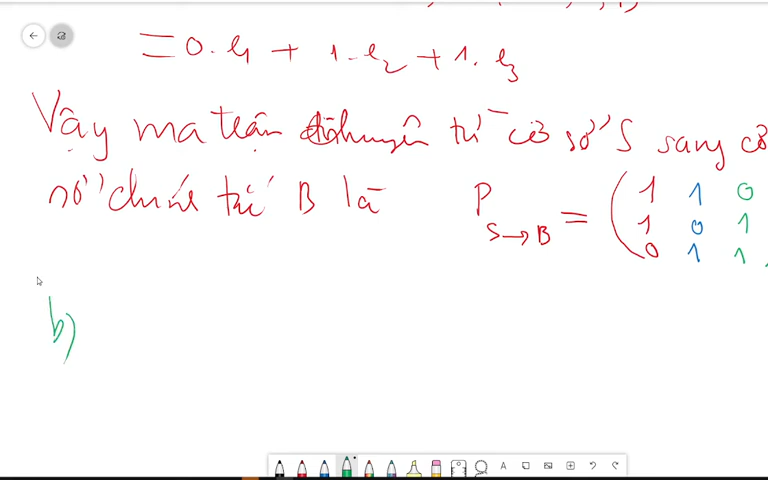 = 0. e1 + 1. e2 + 1. e3
Vậy ma trận chuyển từ cơ sở S sang cơ
sở chính tắc B là P S→B = ( 1 1 0
1 0 1
0 1 1
b)